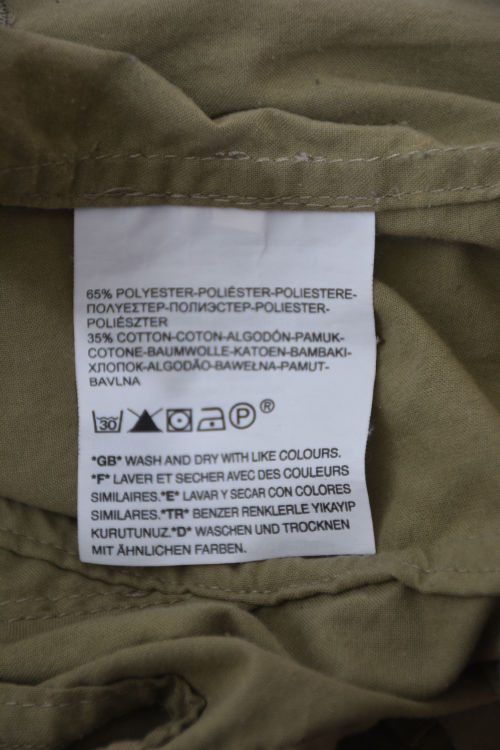 65% POLYESTER-POLIÉSTER-POLIESTERE-
ΠΟΛΥΕΣΤΕΡ-ПОЛИЭСТЕР-POLIESTER-
POLIÉSZTER
35% COTTON-COTON-ALGODÓN-PAMUK-
COTONE-BAUMWOLLE-KATOEN-BAMBAKI-
ХЛОПОК-ALGODÃO-BAWEŁNA-PAMUT-
BAVLNA
30 P ®
*GB* WASH AND DRY WITH LIKE COLOURS.
*F* LAVER ET SECHER AVEC DES COULEURS
SIMILAIRES.*E* LAVAR Y SECAR CON COLORES
SIMILARES.*TR* BENZER RENKLERLE YIKAYIP
KURUTUNUZ.*D* WASCHEN UND TROCKNEN
MIT ÄHNLICHEN FARBEN.